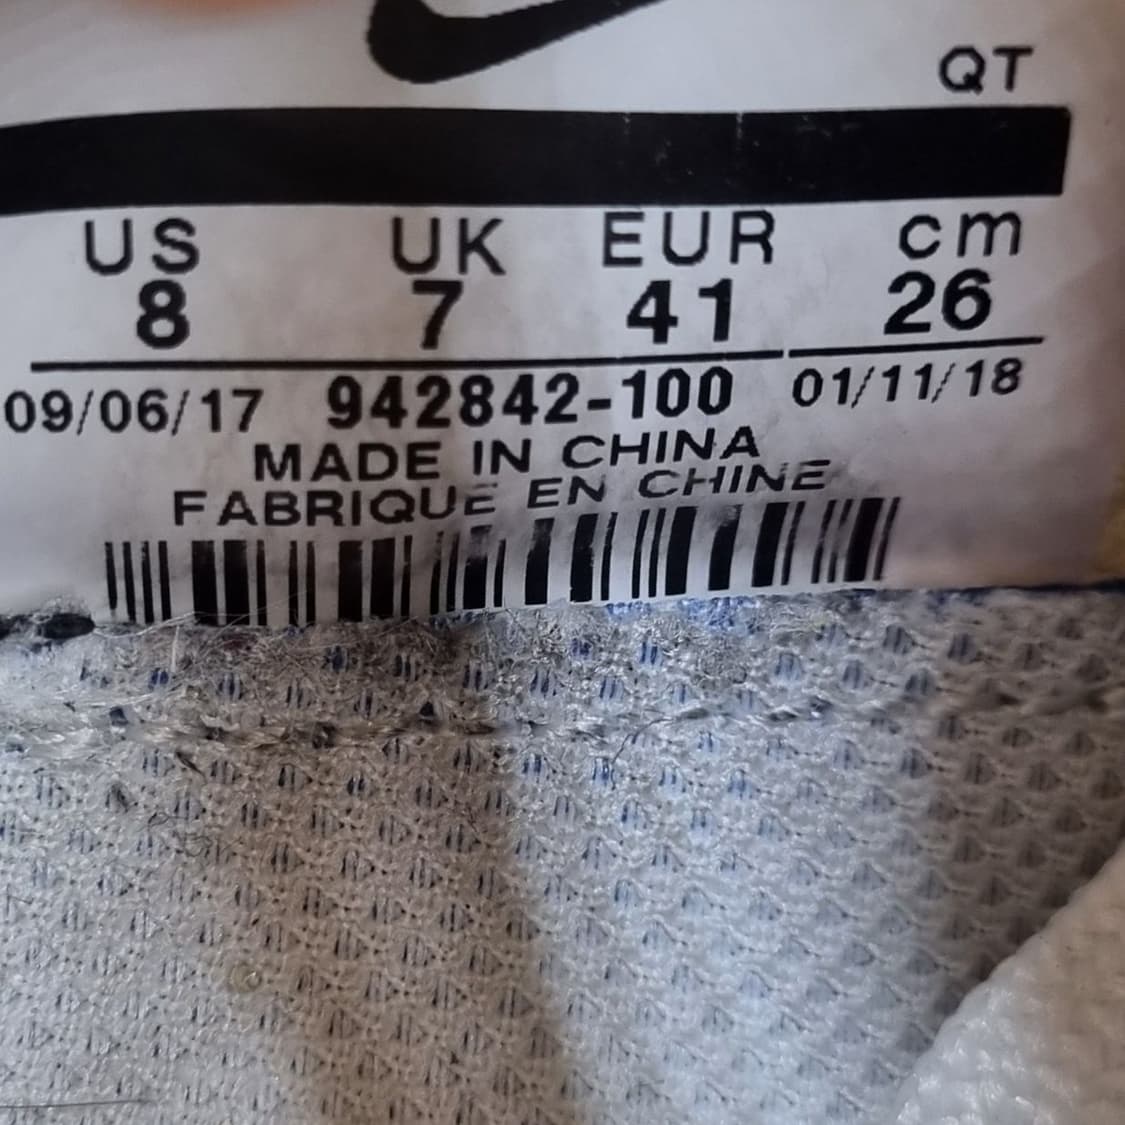 QT
US UK EUR cm
8 7 41 26
09/06/17 942842-100 01/11/18
MADE IN CHINA
FABRIQUE EN CHINE